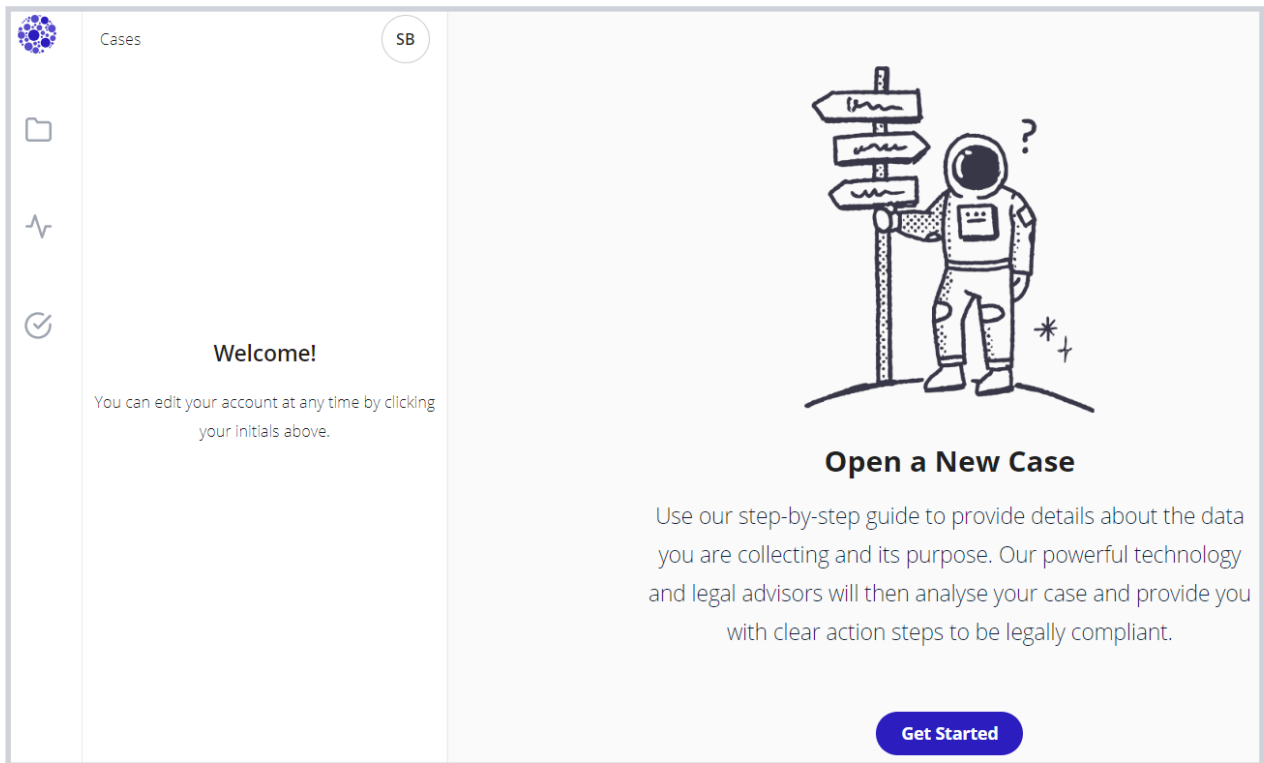 Cases
SB
Welcome!
You can edit your account at any time by clicking
your initials above.
?
Open a New Case
Use our step-by-step guide to provide details about the data
you are collecting and its purpose. Our powerful technology
and legal advisors will then analyse your case and provide you
with clear action steps to be legally compliant.
Get Started